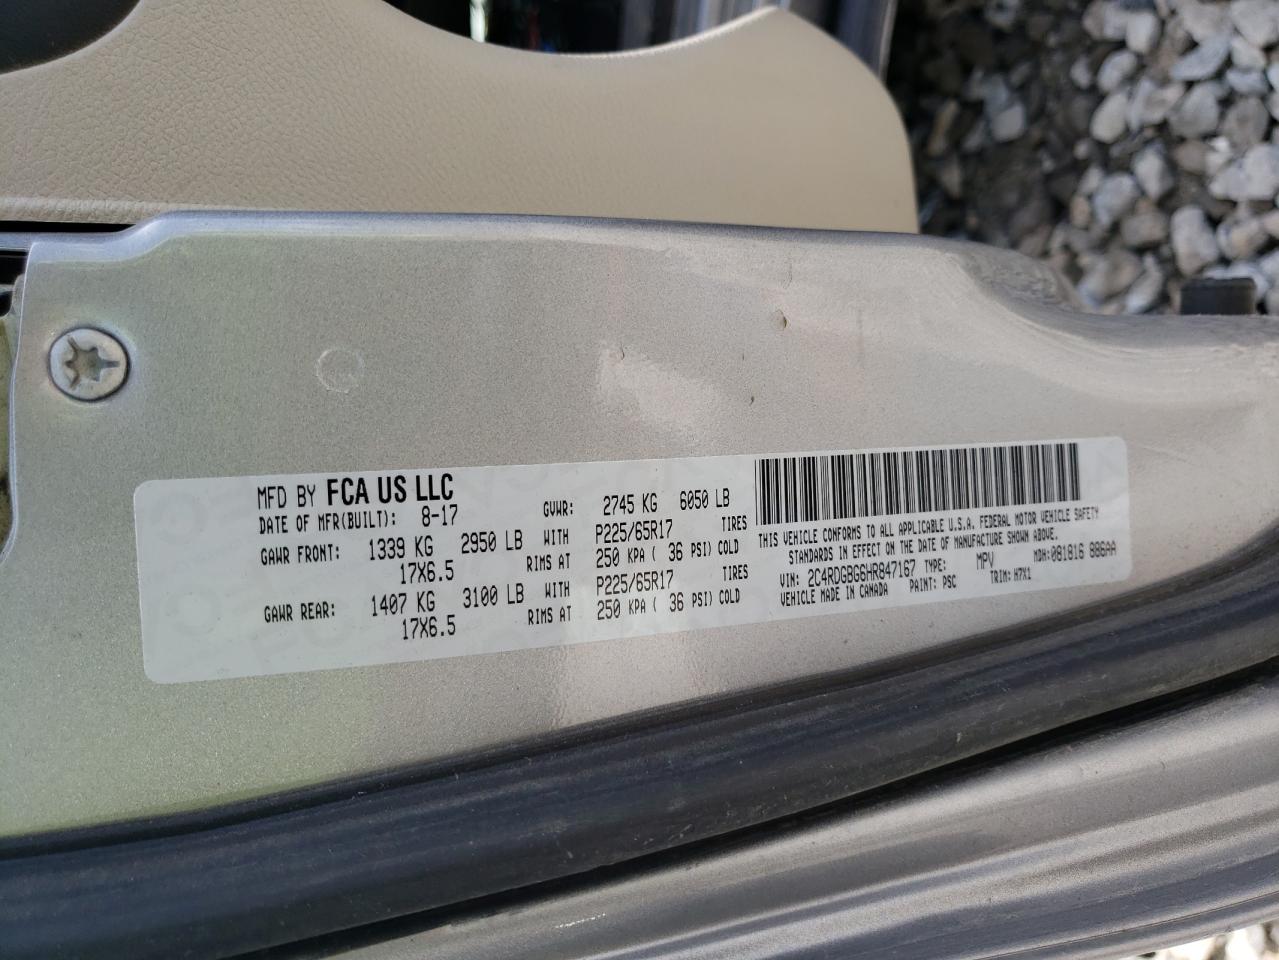 MFD BY FCA US LLC
DATE OF MFR(BUILT): 8-17 GVWR: 2745 KG 6050 LB
GAWR FRONT: 1339 KG 2950 LB WITH P225/65R17 TIRES
17X6.5 RIMS AT 250 KPA ( 36 PSI) COLD
GAWR REAR: 1407 KG 3100 LB WITH P225/65R17 TIRES
17X6.5 RIMS AT 250 KPA ( 36 PSI) COLD
THIS VEHICLE CONFORMS TO ALL APPLICABLE U.S.A. FEDERAL MOTOR VEHICLE SAFETY
STANDARDS IN EFFECT ON THE DATE OF MANUFACTURE SHOWN ABOVE.
VIN: 2C4RDGBG6HR847167 TYPE: MPV MDH: 081816 886AA
VEHICLE MADE IN CANADA PAINT: PSC TRIM: H7X1